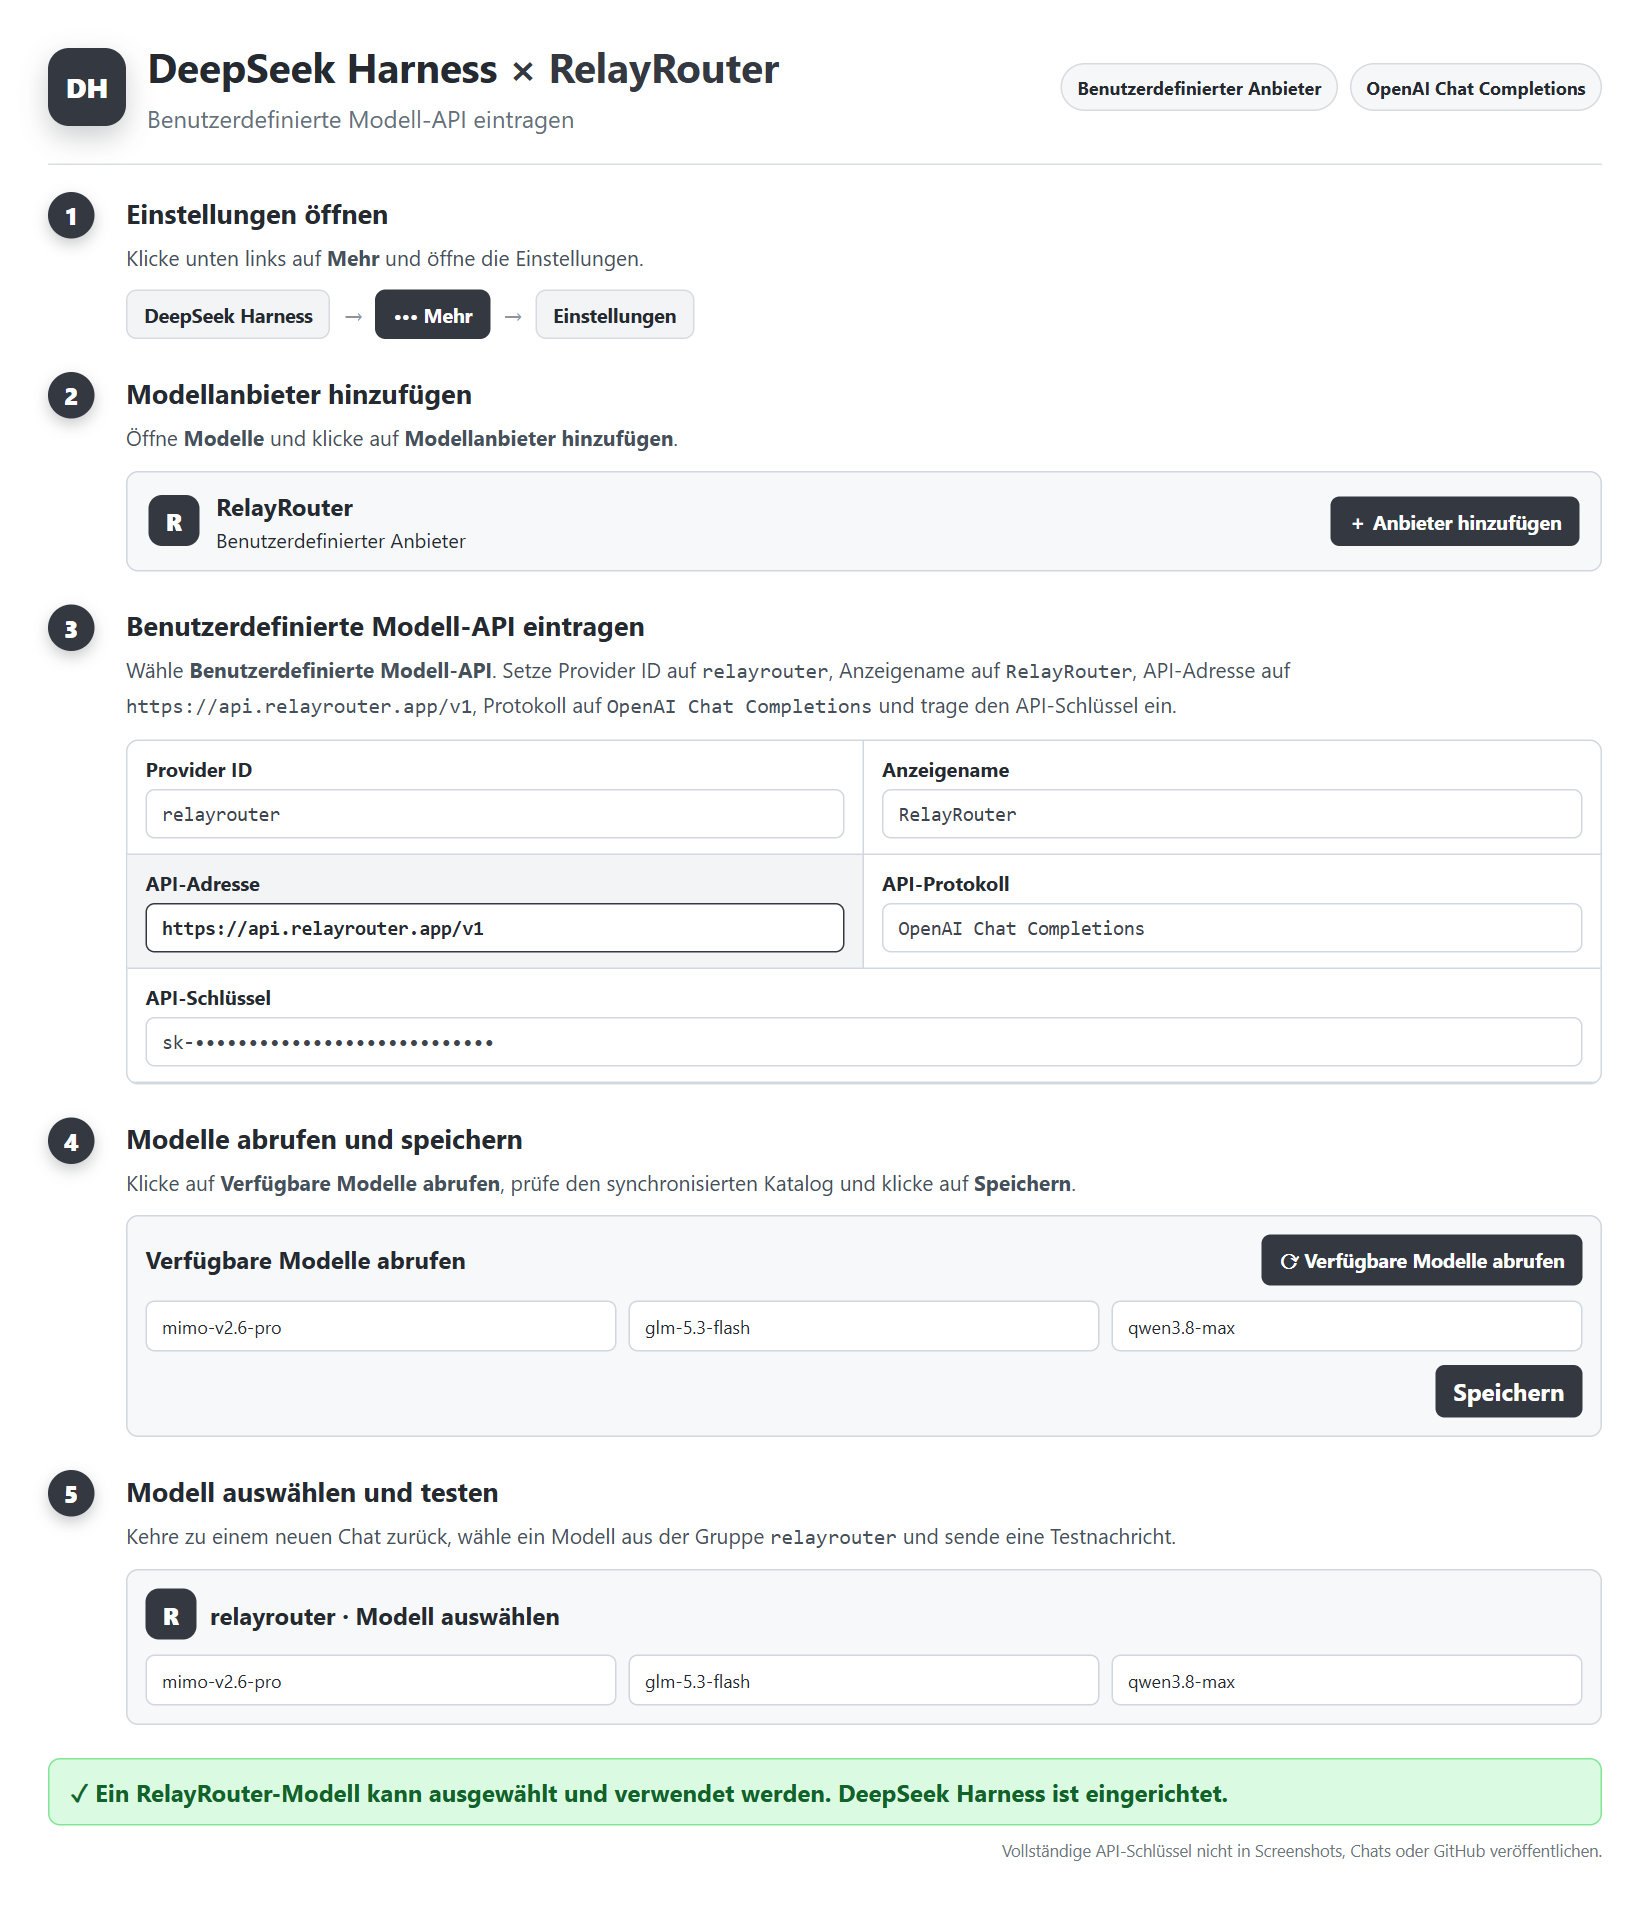 DH
DeepSeek Harness × RelayRouter
Benutzerdefinierte Modell-API eintragen
Benutzerdefinierter Anbieter
OpenAI Chat Completions
1
Einstellungen öffnen
Klicke unten links auf Mehr und öffne die Einstellungen.
DeepSeek Harness → ••• Mehr → Einstellungen
2
Modellanbieter hinzufügen
Öffne Modelle und klicke auf Modellanbieter hinzufügen.
R
RelayRouter
Benutzerdefinierter Anbieter
+ Anbieter hinzufügen
3
Benutzerdefinierte Modell-API eintragen
Wähle Benutzerdefinierte Modell-API. Setze Provider ID auf relayrouter, Anzeigename auf RelayRouter, API-Adresse auf
https://api.relayrouter.app/v1, Protokoll auf OpenAI Chat Completions und trage den API-Schlüssel ein.
Provider ID
relayrouter
Anzeigename
RelayRouter
API-Adresse
https://api.relayrouter.app/v1
API-Protokoll
OpenAI Chat Completions
API-Schlüssel
sk-••••••••••••••••••••••••••••
4
Modelle abrufen und speichern
Klicke auf Verfügbare Modelle abrufen, prüfe den synchronisierten Katalog und klicke auf Speichern.
Verfügbare Modelle abrufen
⟳ Verfügbare Modelle abrufen
mimo-v2.6-pro
glm-5.3-flash
qwen3.8-max
Speichern
5
Modell auswählen und testen
Kehre zu einem neuen Chat zurück, wähle ein Modell aus der Gruppe relayrouter und sende eine Testnachricht.
R
relayrouter · Modell auswählen
mimo-v2.6-pro
glm-5.3-flash
qwen3.8-max
✓ Ein RelayRouter-Modell kann ausgewählt und verwendet werden. DeepSeek Harness ist eingerichtet.
Vollständige API-Schlüssel nicht in Screenshots, Chats oder GitHub veröffentlichen.